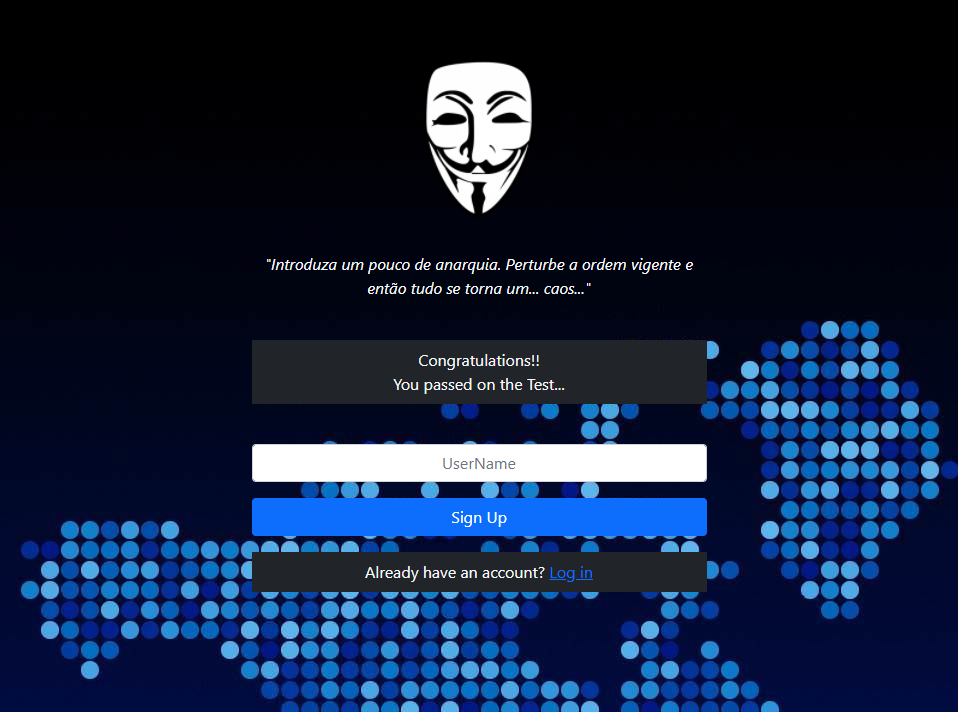 "Introduza um pouco de anarquia. Perturbe a ordem vigente e
então tudo se torna um... caos..."
Congratulations!!
You passed on the Test...
UserName
Sign Up
Already have an account? Log in